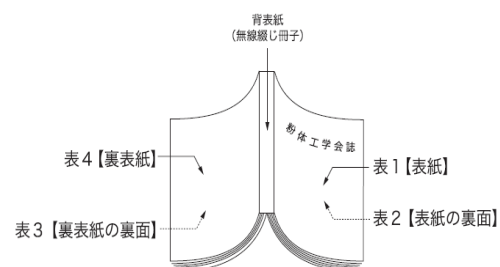 背表紙
（無線綴じ冊子）
粉体工学会誌
表4【裏表紙】
表1【表紙】
表3【裏表紙の裏面】
表2【表紙の裏面】